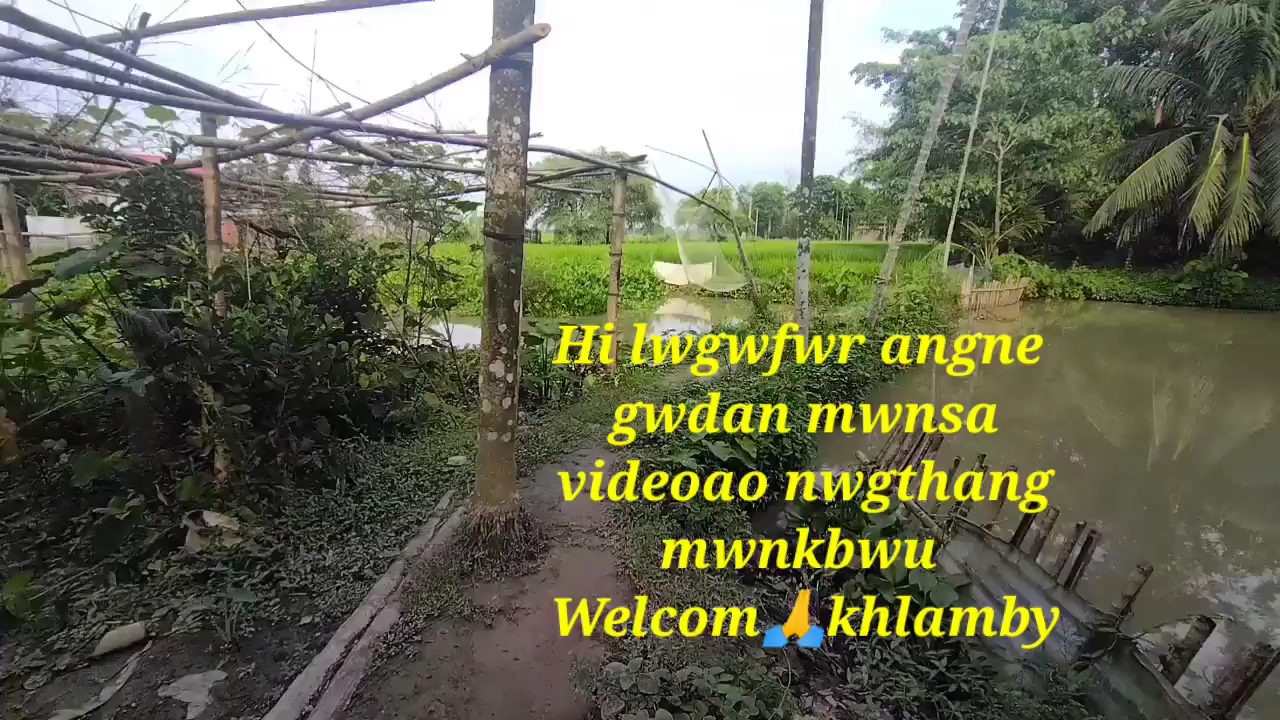 Hi lwgwfwr angne
gwdan mwnsa
videoao nwgthang
mwnkbwu
Welcom🙏khlamby